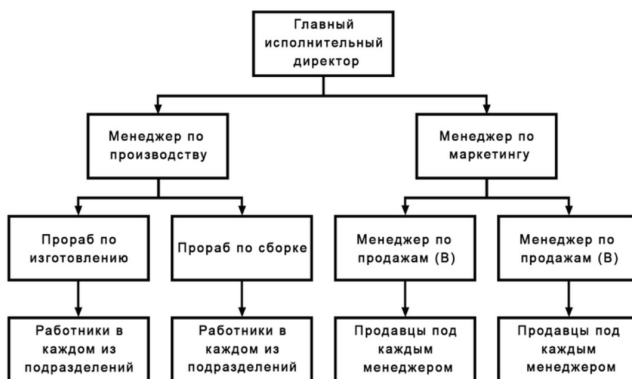 Главный
исполнительный
директор
Менеджер по
производству
Менеджер по
маркетингу
Прораб по
изготовлению
Прораб по сборке
Менеджер по
продажам (В)
Менеджер по
продажам (В)
Работники в
каждом из
подразделений
Работники в
каждом из
подразделений
Продавцы под
каждым
менеджером
Продавцы под
каждым
менеджером